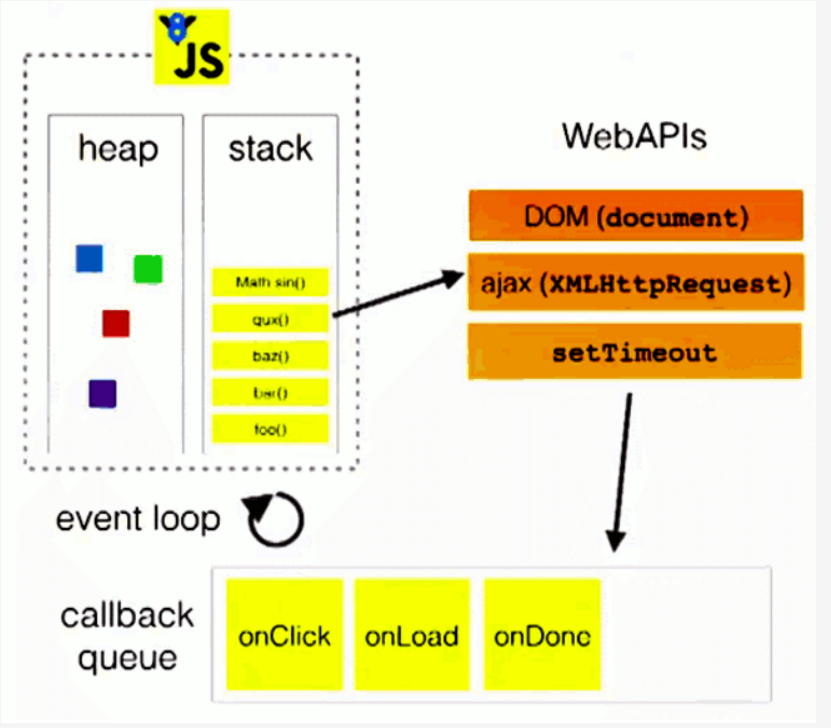 JS
heap
stack
WebAPIs
DOM (document)
Math sin()
ajax (XMLHttpRequest)
qux()
baz()
setTimeout
bar()
foo()
event loop
callback
queue
onClick
onLoad
onDone